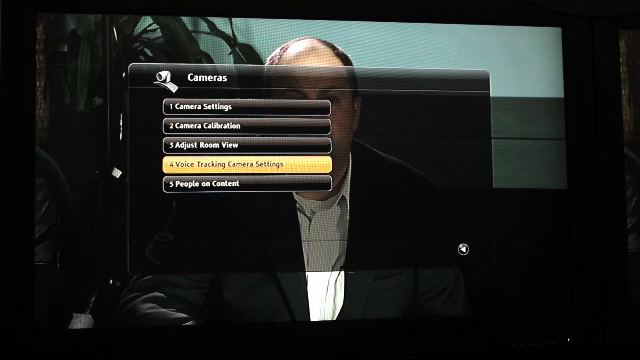 Cameras
1 Camera Settings
2 Camera Calibration
3 Adjust Room View
4 Voice Tracking Camera Settings
5 People on Content